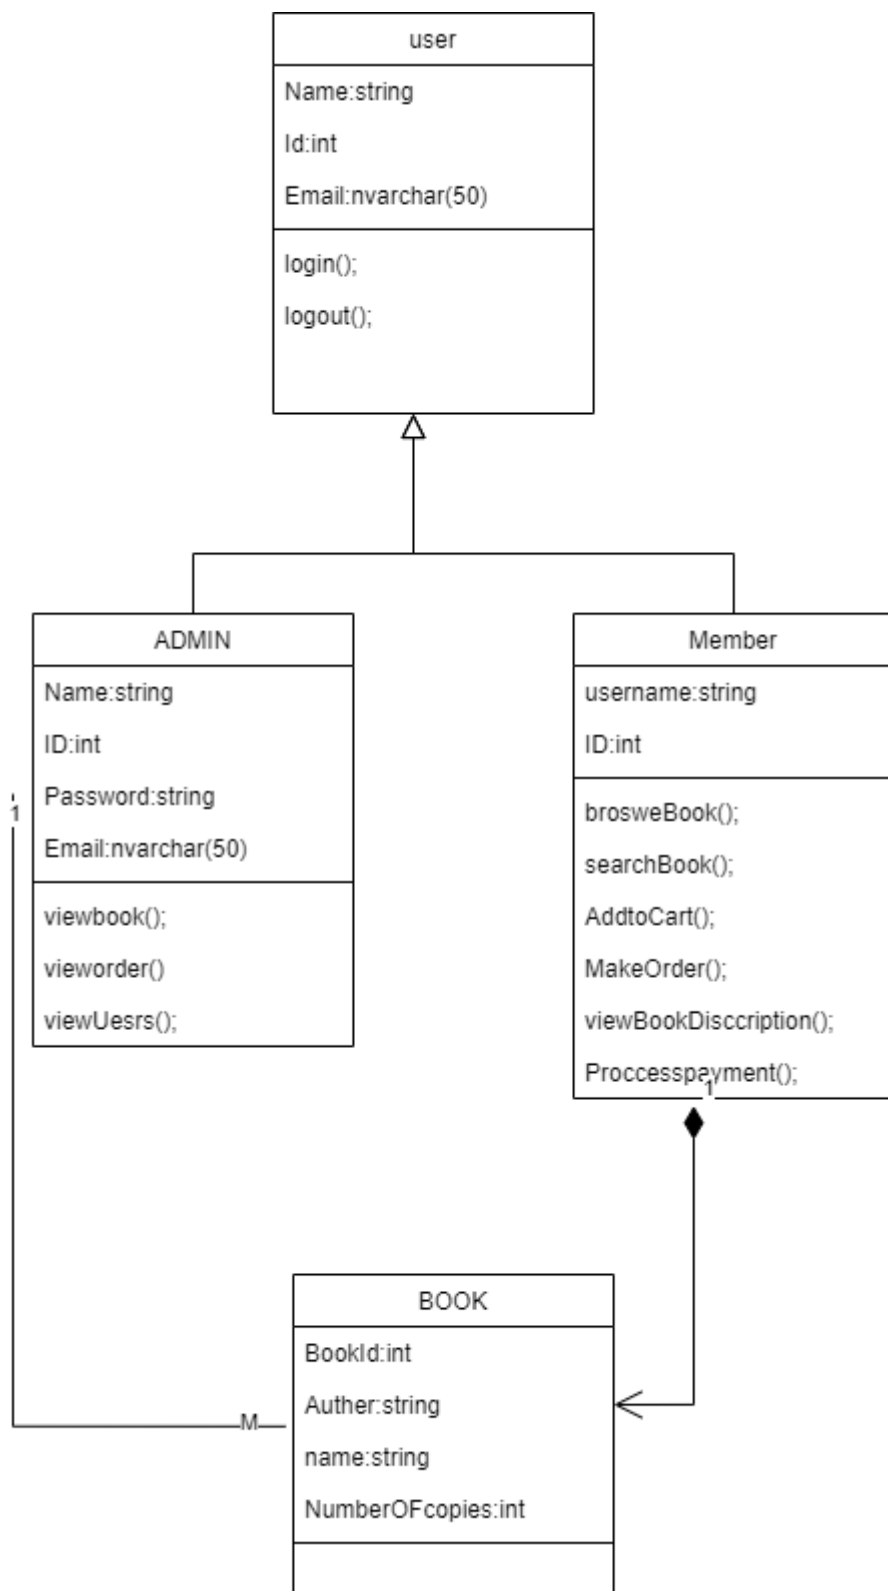 user
Name:string
Id:int
Email:nvarchar(50)
login();
logout();
ADMIN
Name:string
ID:int
Password:string
Email:nvarchar(50)
viewbook();
vieworder()
viewUesrs();
Member
username:string
ID:int
brosweBook();
searchBook();
AddtoCart();
MakeOrder();
viewBookDisccription();
Proccesspayment();
1
1
M
BOOK
BookId:int
Auther:string
name:string
NumberOFcopies:int